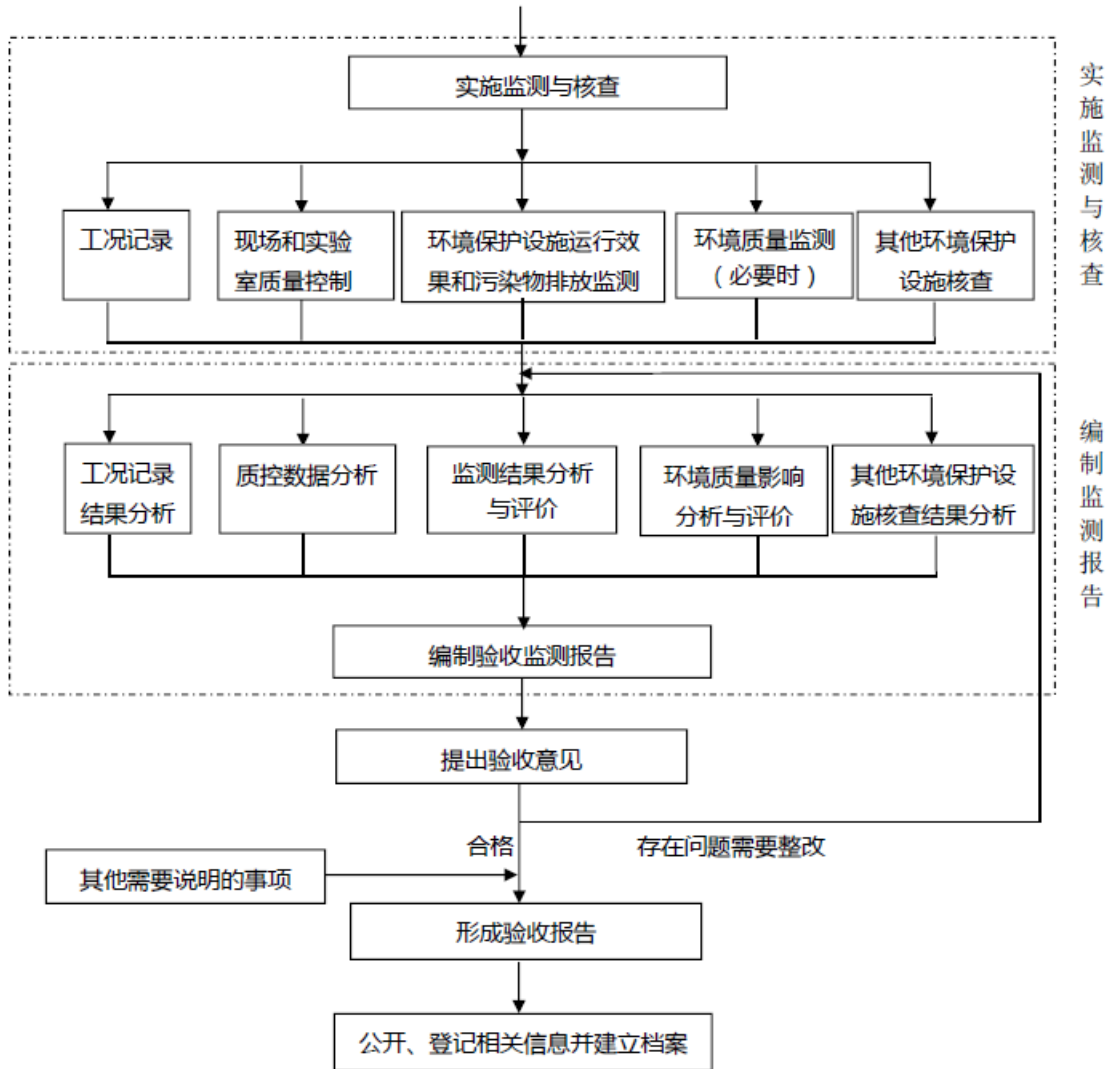 实施监测与核查
实施监测与核查
工况记录
现场和实验
室质量控制
环境保护设施运行效
果和污染物排放监测
环境质量监测
（必要时）
其他环境保护
设施核查
编制监测报告
工况记录
结果分析
质控数据分析
监测结果分析
与评价
环境质量影响
分析与评价
其他环境保护设
施核查结果分析
编制验收监测报告
提出验收意见
合格
存在问题需要整改
其他需要说明的事项
形成验收报告
公开、登记相关信息并建立档案